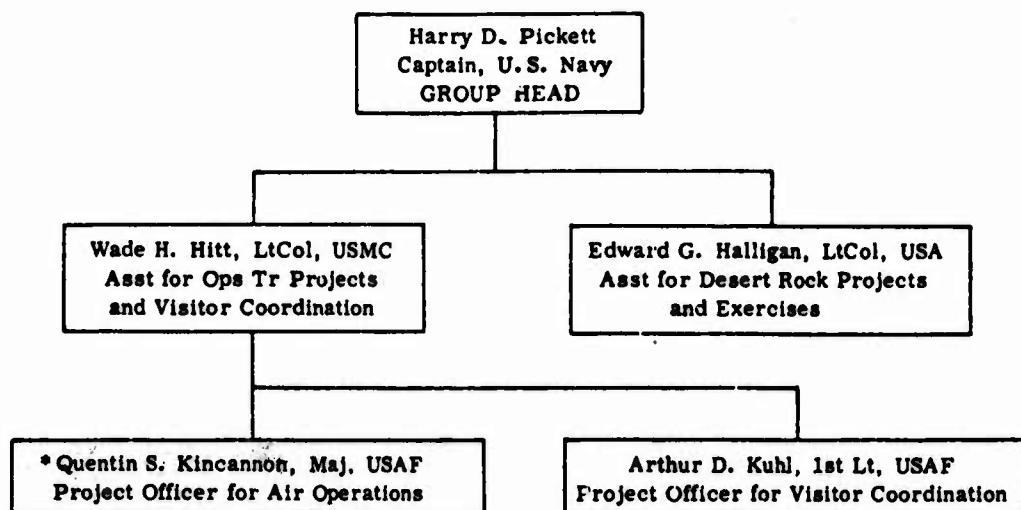 Harry D. Pickett
Captain, U.S. Navy
GROUP HEAD
Wade H. Hitt, LtCol, USMC
Asst for Ops Tr Projects
and Visitor Coordination
Edward G. Halligan, LtCol, USA
Asst for Desert Rock Projects
and Exercises
*Quentin S. Kincannon, Maj, USAF
Project Officer for Air Operations
Arthur D. Kuhl, 1st Lt, USAF
Project Officer for Visitor Coordination